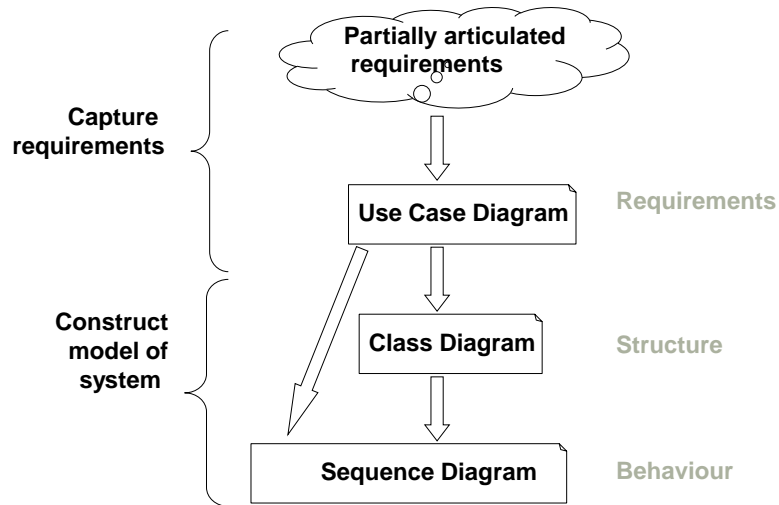 Partially articulated
requirements
Capture
requirements
Use Case Diagram
Requirements
Construct
model of
system
Class Diagram
Structure
Sequence Diagram
Behaviour